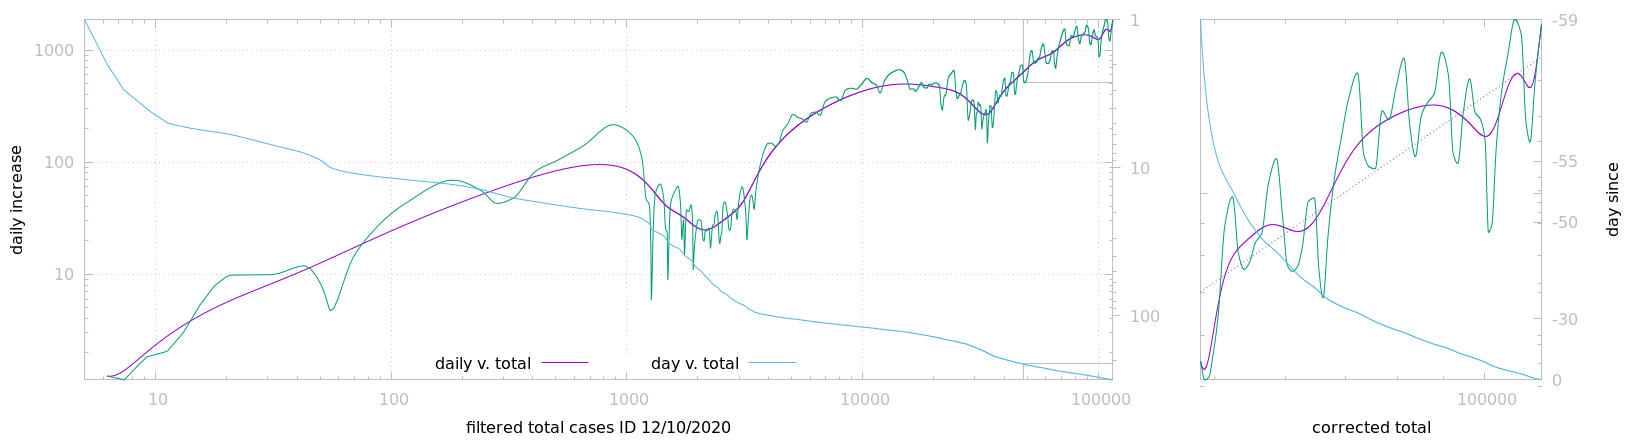 daily increase
1000
100
10
daily v. total
day v. total
10
100
1000
10000
100000
filtered total cases ID 12/10/2020
1
10
100
100000
corrected total
-59
-55
-50
-30
0
day since